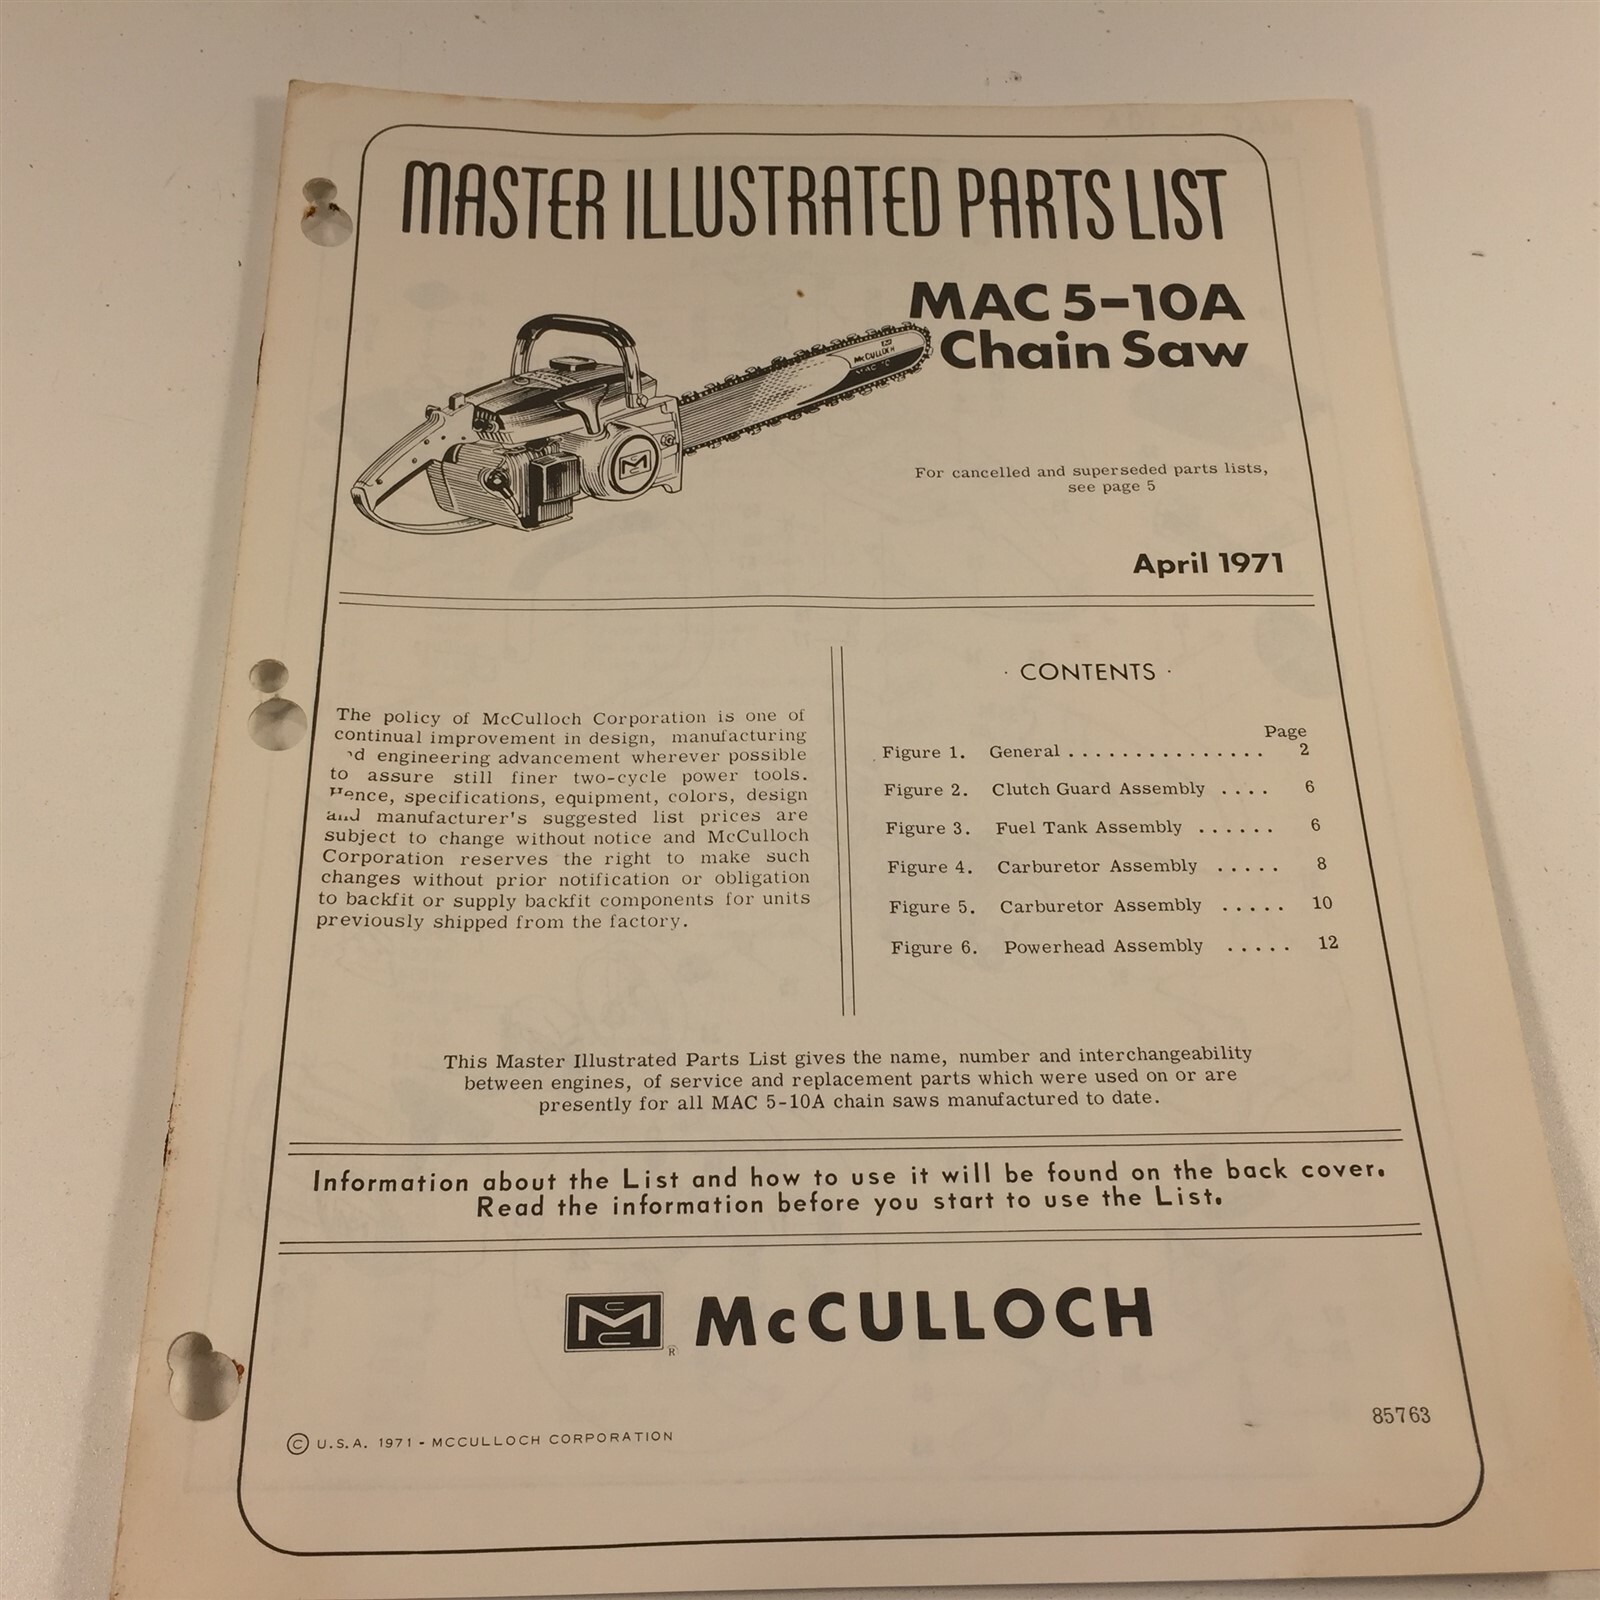 MASTER ILLUSTRATED PARTS LIST
MAC 5-10A
Chain Saw
McCULLOCH
For cancelled and superseded parts lists,
see page 5
April 1971
The policy of McCulloch Corporation is one of
continual improvement in design, manufacturing
nd engineering advancement wherever possible
to assure still finer two-cycle power tools.
Hence, specifications, equipment, colors, design
and manufacturer's suggested list prices are
subject to change without notice and McCulloch
Corporation reserves the right to make such
changes without prior notification or obligation
to backfit or supply backfit components for units
previously shipped from the factory.
· CONTENTS ·
Page
Figure 1. General . . . . . . . . . . . . . . . 2
Figure 2. Clutch Guard Assembly . . . . 6
Figure 3. Fuel Tank Assembly . . . . . . 6
Figure 4. Carburetor Assembly . . . . . 8
Figure 5. Carburetor Assembly . . . . . 10
Figure 6. Powerhead Assembly . . . . . 12
This Master Illustrated Parts List gives the name, number and interchangeability
between engines, of service and replacement parts which were used on or are
presently for all MAC 5-10A chain saws manufactured to date.
Information about the List and how to use it will be found on the back cover.
Read the information before you start to use the List.
McCULLOCH
®
85763
© U.S.A. 1971 - MCCULLOCH CORPORATION